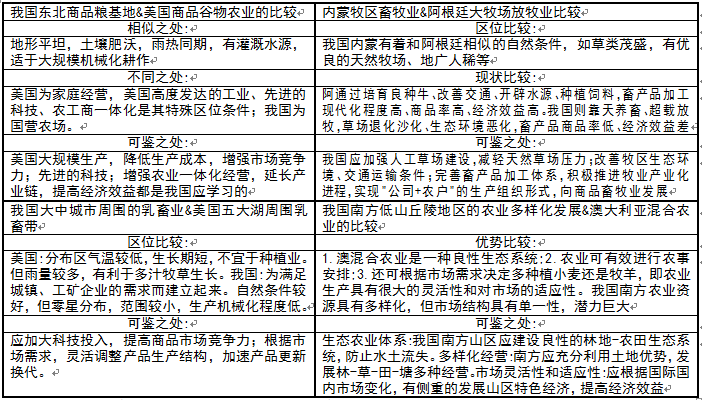 我国东北商品粮基地&美国商品谷物农业的比较
内蒙牧区畜牧业&阿根廷大牧场放牧业比较
相似之处:
区位比较:
地形平坦，土壤肥沃，雨热同期，有灌溉水源，
适于大规模机械化耕作
我国内蒙有着和阿根廷相似的自然条件，如草类茂盛，有优
良的天然牧场、地广人稀等
不同之处:
现状比较:
美国为家庭经营，美国高度发达的工业、先进的
科技、农工商一体化是其特殊区位条件；我国为
国营农场。
阿通过培育良种牛、改善交通、开辟水源、种植饲料,畜产品加工
现代化程度高、商品率高、经济效益高。我国则靠天养畜、超载放
牧,草场退化沙化、生态环境恶化,畜产品商品率低、经济效益差
可鉴之处:
可鉴之处:
美国大规模生产，降低生产成本，增强市场竞争
力；先进的科技；增强农业一体化经营，延长产
业链，提高经济效益都是我国应学习的
我国应加强人工草场建设,减轻天然草场压力;改善牧区生态环
境、交通运输条件；完善畜产品加工体系,积极推进牧业产业化
进程,实现"公司+农户"的生产组织形式,向商品畜牧业发展
我国大中城市周围的乳畜业&美国五大湖周围乳
畜带
我国南方低山丘陵地区的农业多样化发展&澳大利亚混合农
业的比较
区位比较:
优势比较:
美国:分布区气温较低,生长期短,不宜于种植业。
但雨量较多，有利于多汁牧草生长。我国:为满足
城镇、工矿企业的需求而建立起来。自然条件较
好，但零星分布，范围较小，生产机械化程度低。
1.澳混合农业是一种良性生态系统;2.农业可有效进行农事
安排;3.还可根据市场需求决定多种植小麦还是牧羊，即农业
生产具有很大的灵活性和对市场的适应性。我国南方农业资
源具有多样化，但市场结构具有单一性，潜力巨大
可鉴之处:
可鉴之处:
应加大科技投入，提高商品市场竞争力；根据市
场需求，灵活调整产品生产结构，加速产品更新
换代。
生态农业体系:我国南方山区应建设良性的林地-农田生态系
统,防止水土流失。多样化经营:南方应充分利用土地优势，发
展林-草-田-塘多种经营。市场灵活性和适应性:应根据国际国
内市场变化，有侧重的发展山区特色经济，提高经济效益